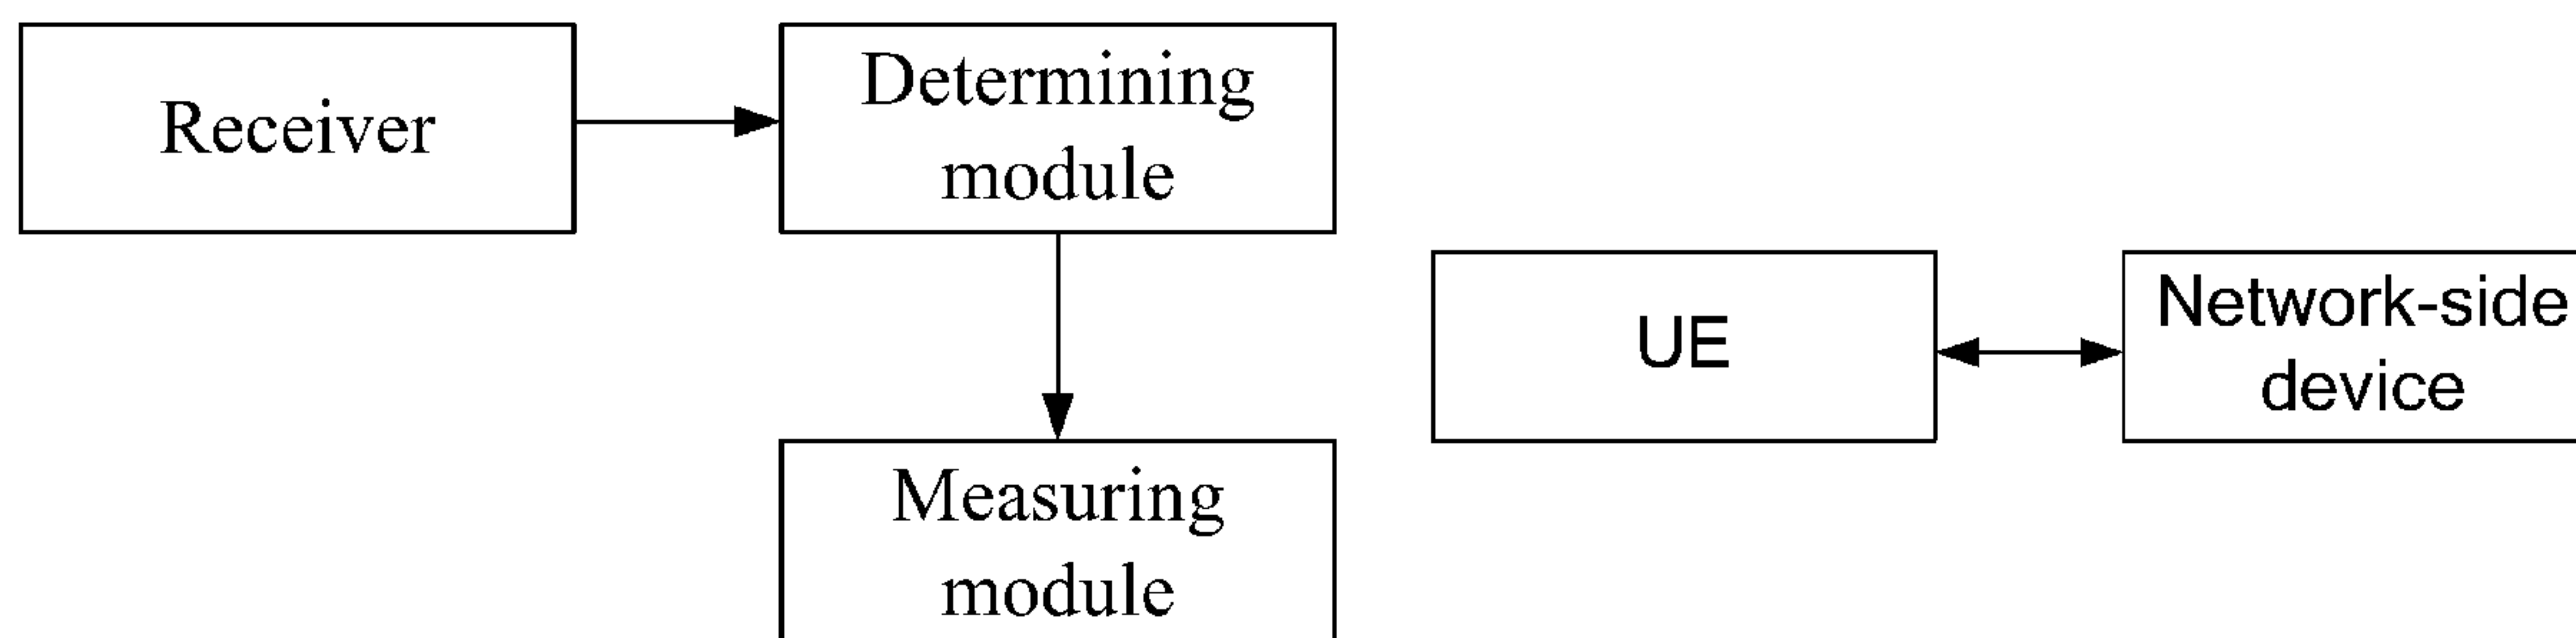 Receiver
Determining
module
Measuring
module
UE
Network-side
device